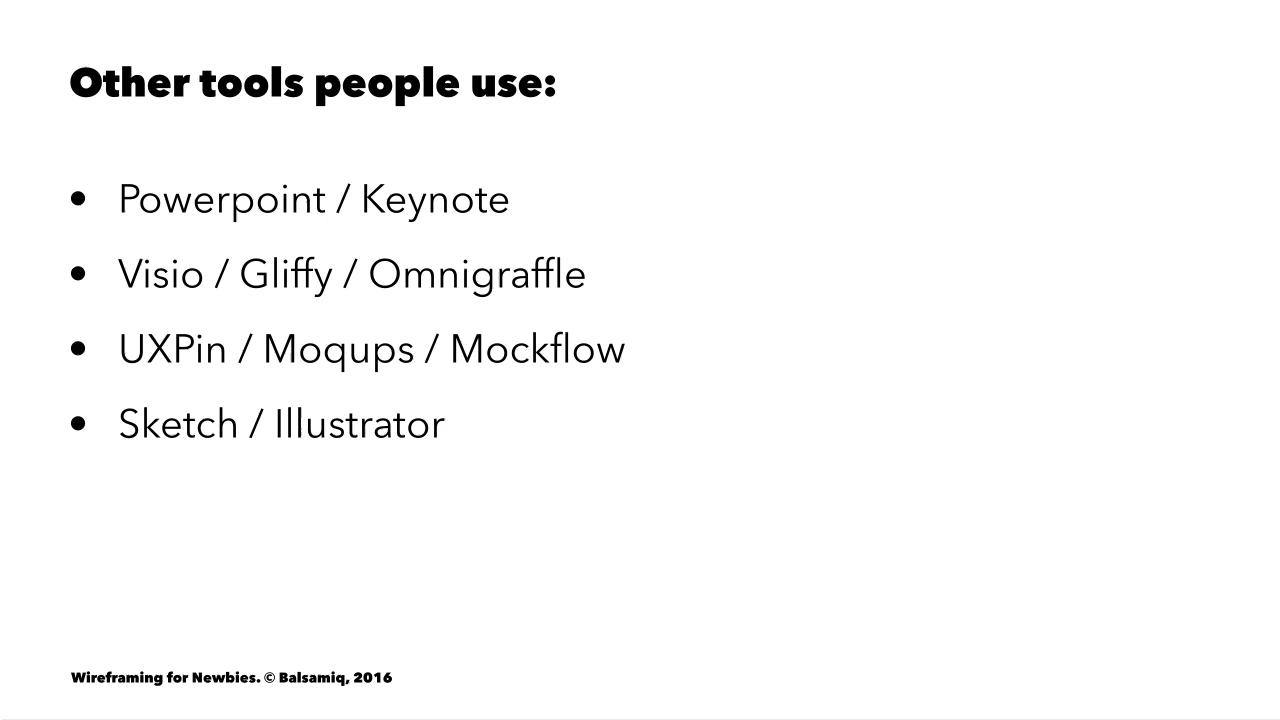 Other tools people use:
• Powerpoint / Keynote
• Visio / Gliffy / Omnigraffle
• UXPin / Moqups / Mockflow
• Sketch / Illustrator
Wireframing for Newbies. © Balsamiq, 2016